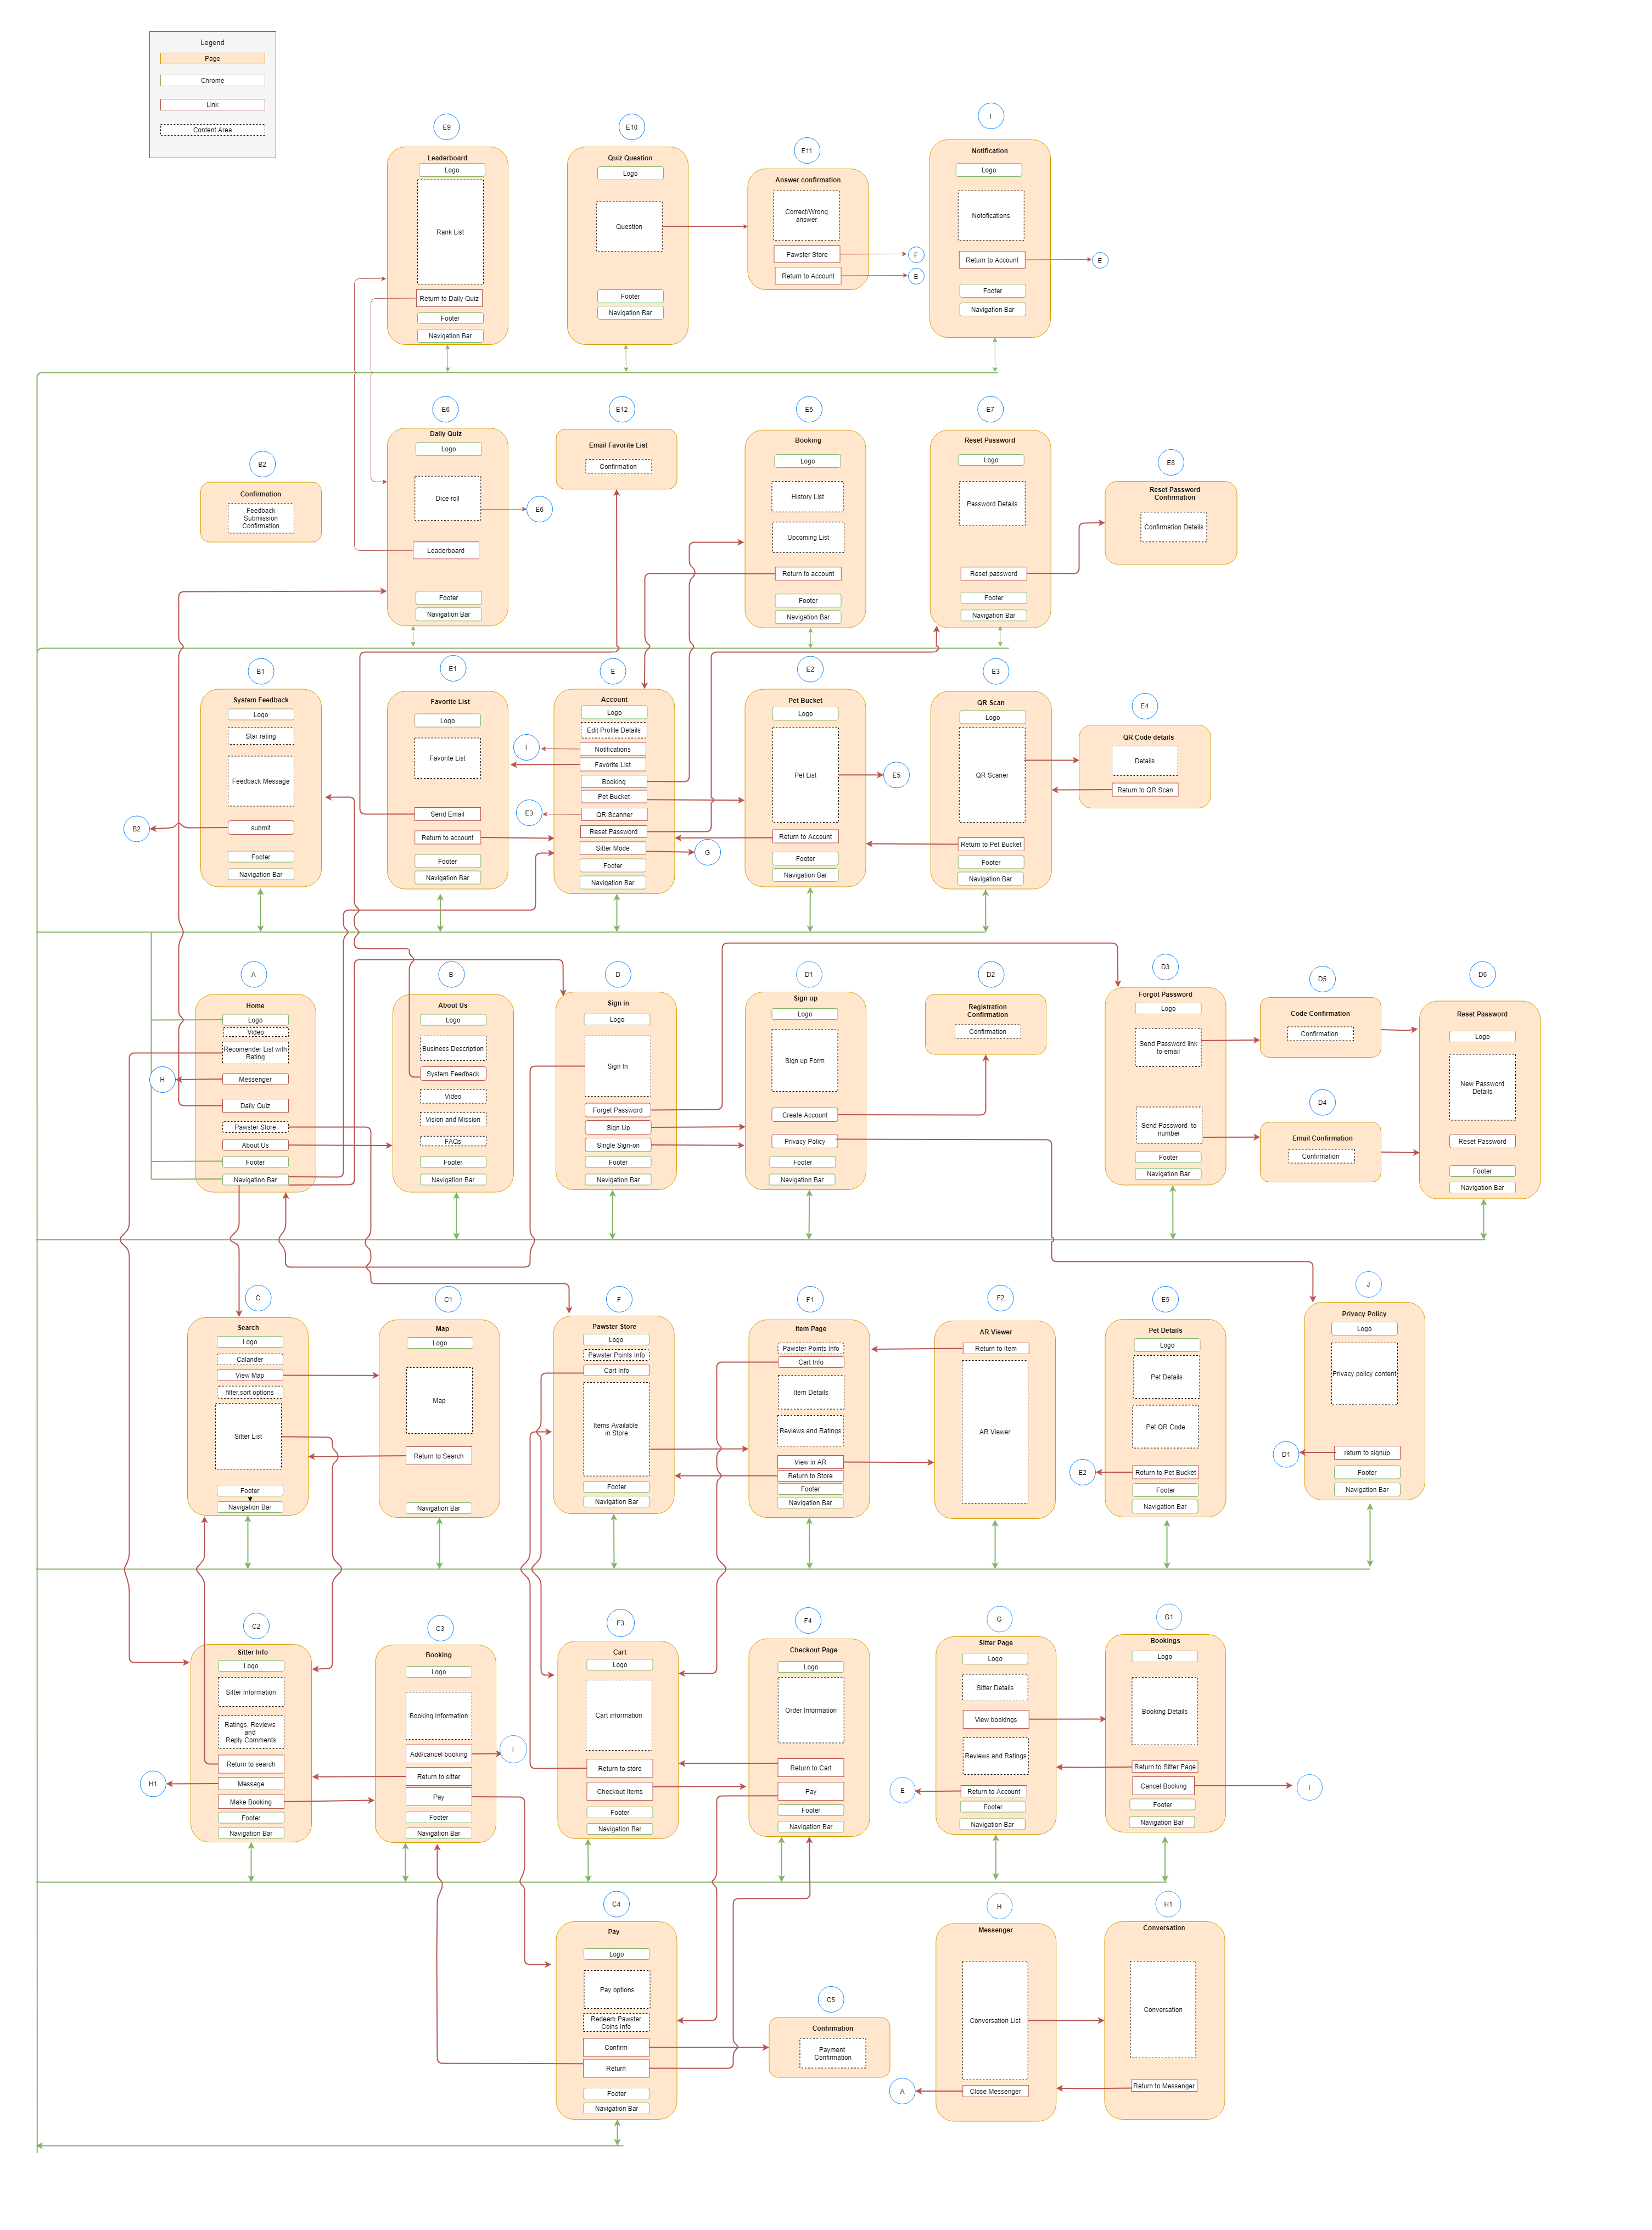 Legend
Page
Chrome
Link
Content Area
E9
Leaderboard
Logo
Rank List
Return to Daily Quiz
Footer
Navigation Bar
E10
Quiz Question
Logo
Question
Footer
Navigation Bar
E11
Answer confirmation
Correct/Wrong
answer
Pawster Store
Return to Account
F
E
I
Notification
Logo
Notofications
Return to Account
Footer
Navigation Bar
E
B2
Confirmation
Feedback
Submission
Confirmation
E6
Daily Quiz
Logo
Dice roll
Leaderboard
Footer
Navigation Bar
E6
E12
Email Favorite List
Confirmation
E5
Booking
Logo
History List
Upcoming List
Return to account
Footer
Navigation Bar
E7
Reset Password
Logo
Password Details
Reset password
Footer
Navigation Bar
E8
Reset Password
Confirmation
Confirmation Details
B1
System Feedback
Logo
Star rating
Feedback Message
submit
Footer
Navigation Bar
B2
E1
Favorite List
Logo
Favorite List
Send Email
Return to account
Footer
Navigation Bar
I
E3
E
Account
Logo
Edit Profile Details
Notifications
Favorite List
Booking
Pet Bucket
QR Scanner
Reset Password
Sitter Mode
Footer
Navigation Bar
G
E2
Pet Bucket
Logo
Pet List
Return to Account
Footer
Navigation Bar
E5
E3
QR Scan
Logo
QR Scaner
Return to Pet Bucket
Footer
Navigation Bar
E4
QR Code details
Details
Return to QR Scan
A
Home
Logo
Video
Recomender List with
Rating
Messenger
Daily Quiz
Pawster Store
About Us
Footer
Navigation Bar
H
B
About Us
Logo
Business Description
System Feedback
Video
Vision and Mission
FAQs
Footer
Navigation Bar
D
Sign in
Logo
Sign In
Forget Password
Sign Up
Single Sign-on
Footer
Navigation Bar
D1
Sign up
Logo
Sign up Form
Create Account
Privacy Policy
Footer
Navigation Bar
D2
Registration
Confirmation
Confirmation
D3
Forgot Password
Logo
Send Password link
to email
Send Password to
number
Footer
Navigation Bar
D5
Code Confirmation
Confirmation
D4
Email Confirmation
Confirmation
D6
Reset Password
Logo
New Password
Details
Reset Password
Footer
Navigation Bar
C
Search
Logo
Calander
View Map
filter,sort options
Sitter List
Footer
Navigation Bar
C1
Map
Logo
Map
Return to Search
Navigation Bar
F
Pawster Store
Logo
Pawster Points Info
Cart Info
Items Available
in Store
Footer
Navigation Bar
F1
Item Page
Pawster Points Info
Cart Info
Item Details
Reviews and Ratings
View in AR
Return to Store
Footer
Navigation Bar
F2
AR Viewer
Return to Item
AR Viewer
E5
Pet Details
Logo
Pet Details
Pet QR Code
Return to Pet Bucket
Footer
Navigation Bar
E2
J
Privacy Policy
Logo
Privacy policy content
return to signup
Footer
Navigation Bar
D1
C2
Sitter Info
Logo
Sitter Information
Ratings, Reviews
and
Reply Comments
Return to search
Message
Make Booking
Footer
Navigation Bar
H1
C3
Booking
Logo
Booking Information
Add/cancel booking
Return to sitter
Pay
Footer
Navigation Bar
I
F3
Cart
Logo
Cart information
Return to store
Checkout Items
Footer
Navigation Bar
F4
Checkout Page
Logo
Order Information
Return to Cart
Pay
Footer
Navigation Bar
G
Sitter Page
Logo
Sitter Details
View bookings
Reviews and Ratings
Return to Account
Footer
Navigation Bar
E
G1
Bookings
Logo
Booking Details
Return to Sitter Page
Cancel Booking
Footer
Navigation Bar
I
C4
Pay
Logo
Pay options
Redeem Pawster
Coins Info
Confirm
Return
Footer
Navigation Bar
C5
Confirmation
Payment
Confirmation
H
Messenger
Conversation List
Close Messenger
A
H1
Conversation
Conversation
Return to Messenger